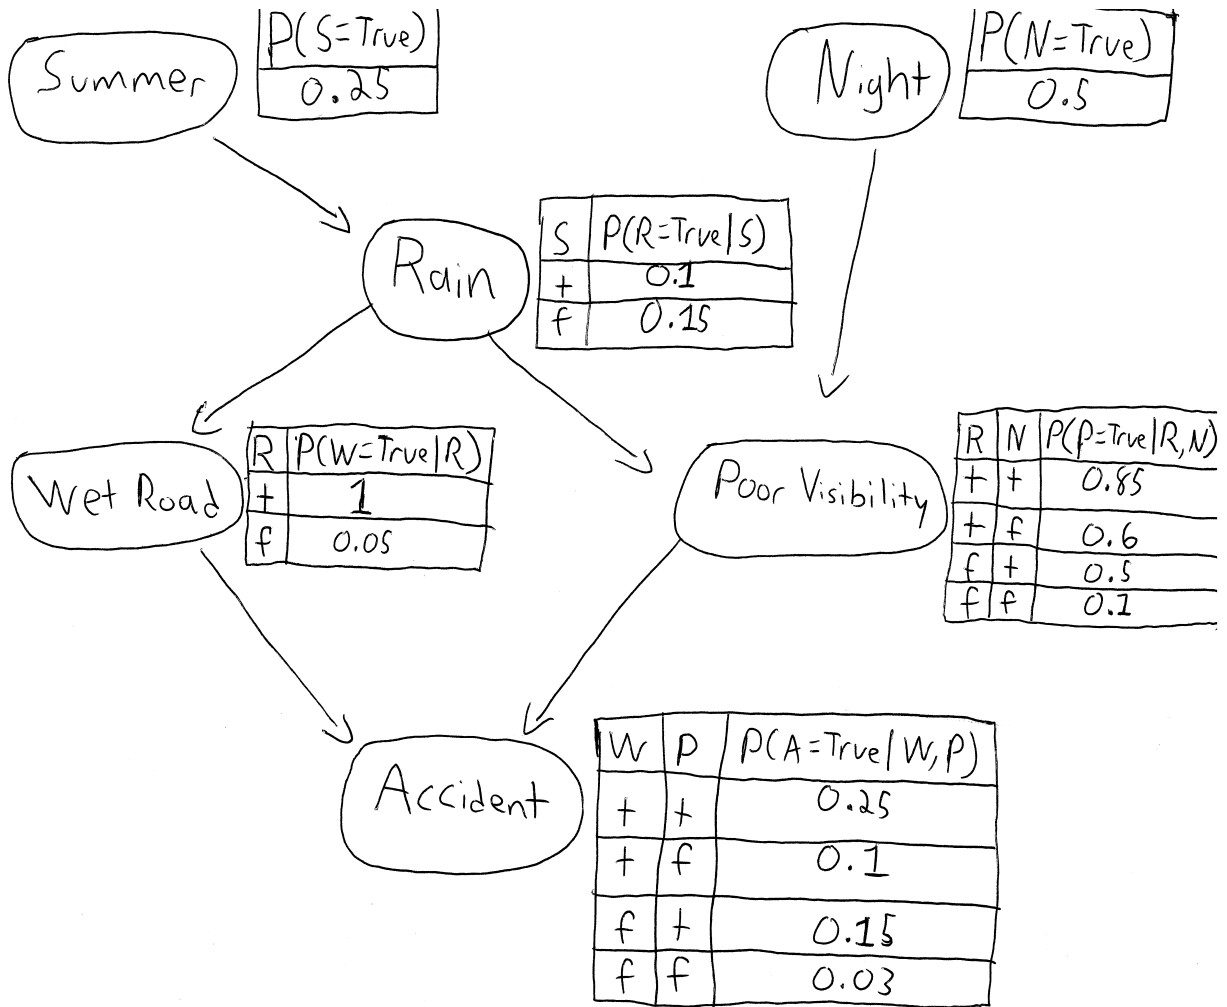 Summer
P(S=True)
0.25
Night
P(N=True)
0.5
Rain
S P(R=True|S)
t 0.1
f 0.15
Wet Road
R P(W=True|R)
t 1
f 0.05
Poor Visibility
R N P(P=True|R,N)
t t 0.85
t f 0.6
f t 0.5
f f 0.1
Accident
W P P(A=True|W,P)
t t 0.25
t f 0.1
f t 0.15
f f 0.03